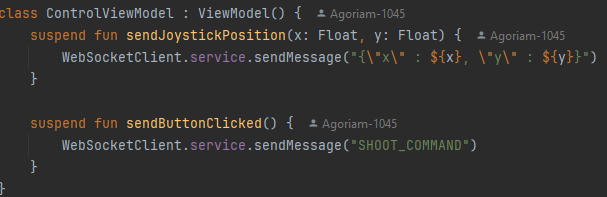 class ControlViewModel : ViewModel() { Agoriam-1045
    suspend fun sendJoystickPosition(x: Float, y: Float) { Agoriam-1045
        WebSocketClient.service.sendMessage("{\"x\" : ${x}, \"y\" : ${y}}")
    }
    suspend fun sendButtonClicked() { Agoriam-1045
        WebSocketClient.service.sendMessage("SHOOT_COMMAND")
    }
}